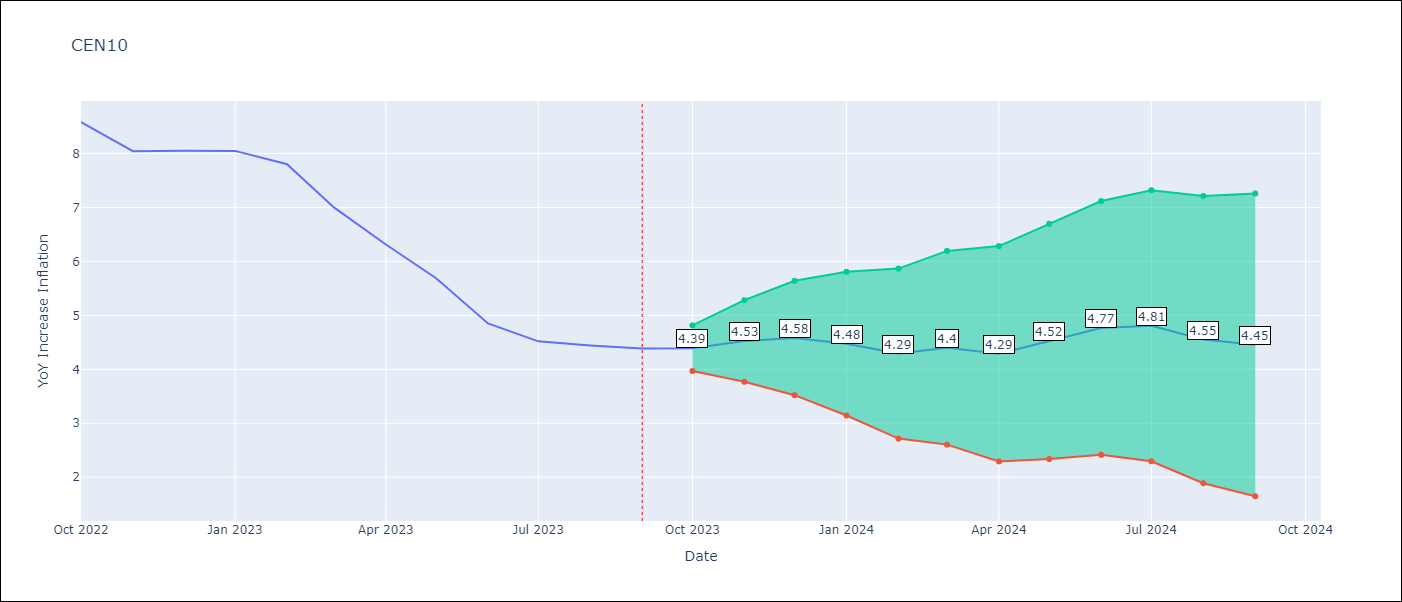 CEN10
YoY Increase Inflation
8
7
6
5
4
3
2
4.39
4.53
4.58
4.48
4.29
4.4
4.29
4.52
4.77
4.81
4.55
4.45
Oct 2022
Jan 2023
Apr 2023
Jul 2023
Oct 2023
Jan 2024
Apr 2024
Jul 2024
Oct 2024
Date